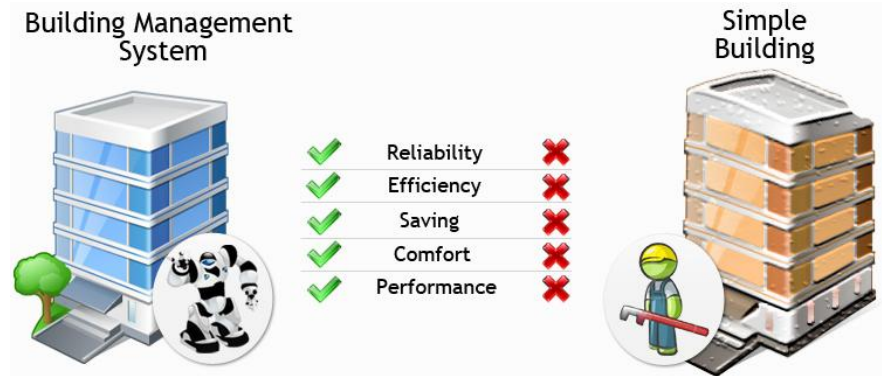 Building Management
System
Simple
Building
Reliability
Efficiency
Saving
Comfort
Performance